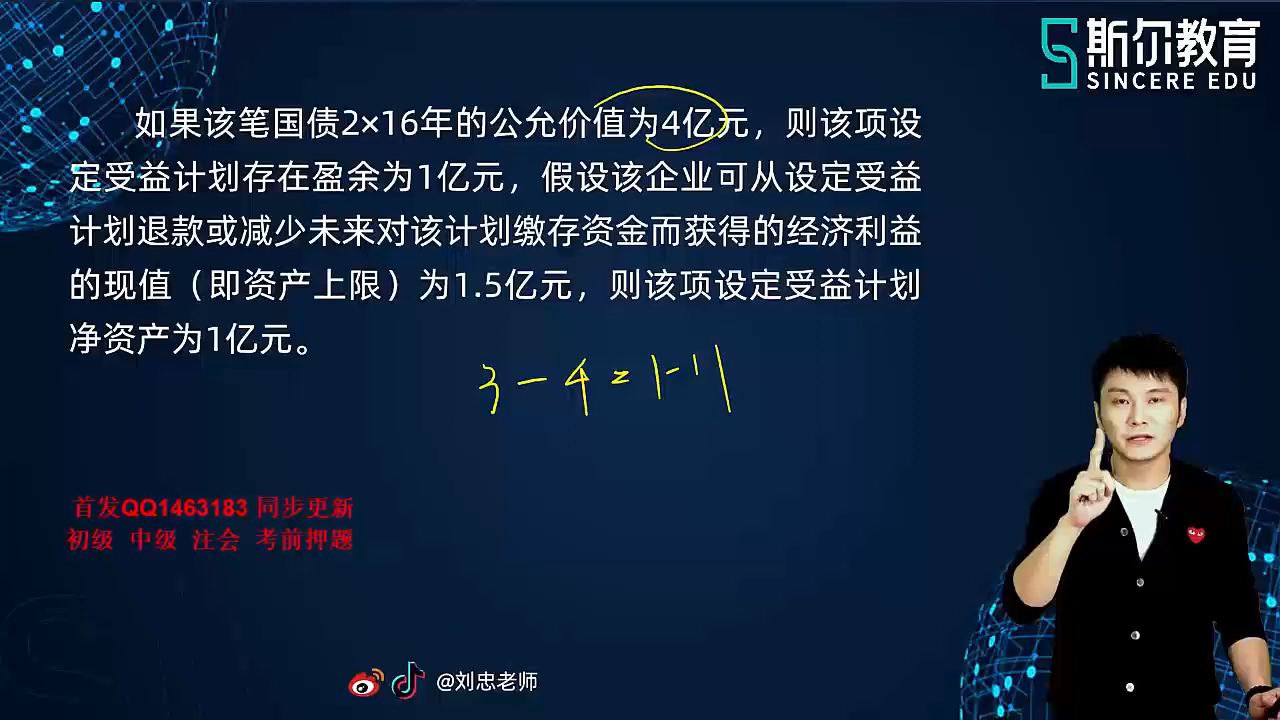 斯尔教育
SINCERE EDU
如果该笔国债2×16年的公允价值为4亿元，则该项设
定受益计划存在盈余为1亿元，假设该企业可从设定受益
计划退款或减少未来对该计划缴存资金而获得的经济利益
的现值（即资产上限）为1.5亿元，则该项设定受益计划
净资产为1亿元。
3-4=|-1|
首发QQ1463183 同步更新
初级 中级 注会 考前押题
@刘忠老师